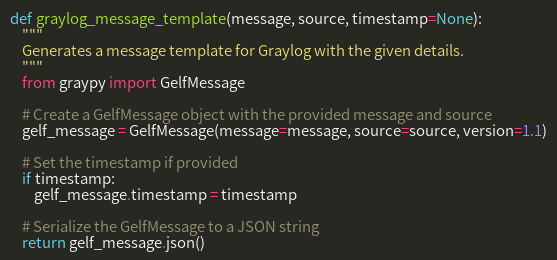 def graylog_message_template(message, source, timestamp=None):
    """
    Generates a message template for Graylog with the given details.
    """
    from graypy import GelfMessage

    # Create a GelfMessage object with the provided message and source
    gelf_message = GelfMessage(message=message, source=source, version=1.1)

    # Set the timestamp if provided
    if timestamp:
        gelf_message.timestamp = timestamp

    # Serialize the GelfMessage to a JSON string
    return gelf_message.json()